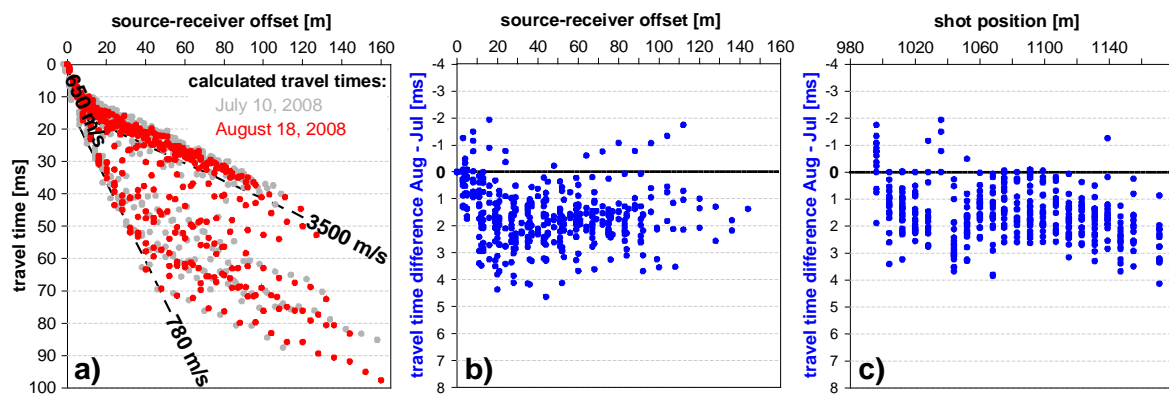 source-receiver offset [m]
0 20 40 60 80 100 120 140 160
travel time [ms]
0
10
20
30
40
50
60
70
80
90
100
calculated travel times:
July 10, 2008
August 18, 2008
650 m/s
3500 m/s
780 m/s
a)
source-receiver offset [m]
0 20 40 60 80 100 120 140 160
travel time difference Aug - Jul [ms]
-4
-3
-2
-1
0
1
2
3
4
5
6
7
8
b)
shot position [m]
980 1020 1060 1100 1140
travel time difference Aug - Jul [ms]
-4
-3
-2
-1
0
1
2
3
4
5
6
7
8
c)